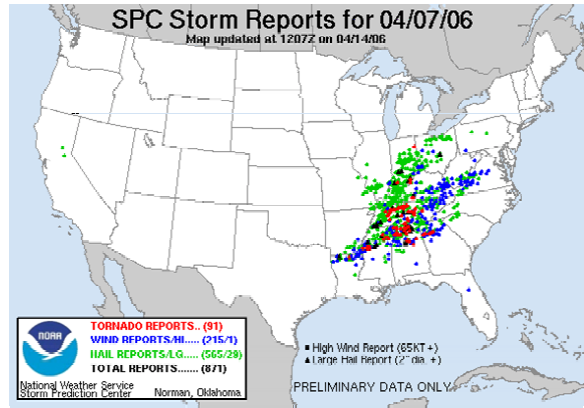 SPC Storm Reports for 04/07/06
Map updated at 1207Z on 04/14/06
NOAA
TORNADO REPORTS.. (91)
WIND REPORTS/HI..... (215/1)
HAIL REPORTS/LG..... (565/29)
TOTAL REPORTS....... (871)
National Weather Service
Storm Prediction Center Norman, Oklahoma
High Wind Report (65KT +)
Large Hail Report (2" dia. +)
PRELIMINARY DATA ONLY